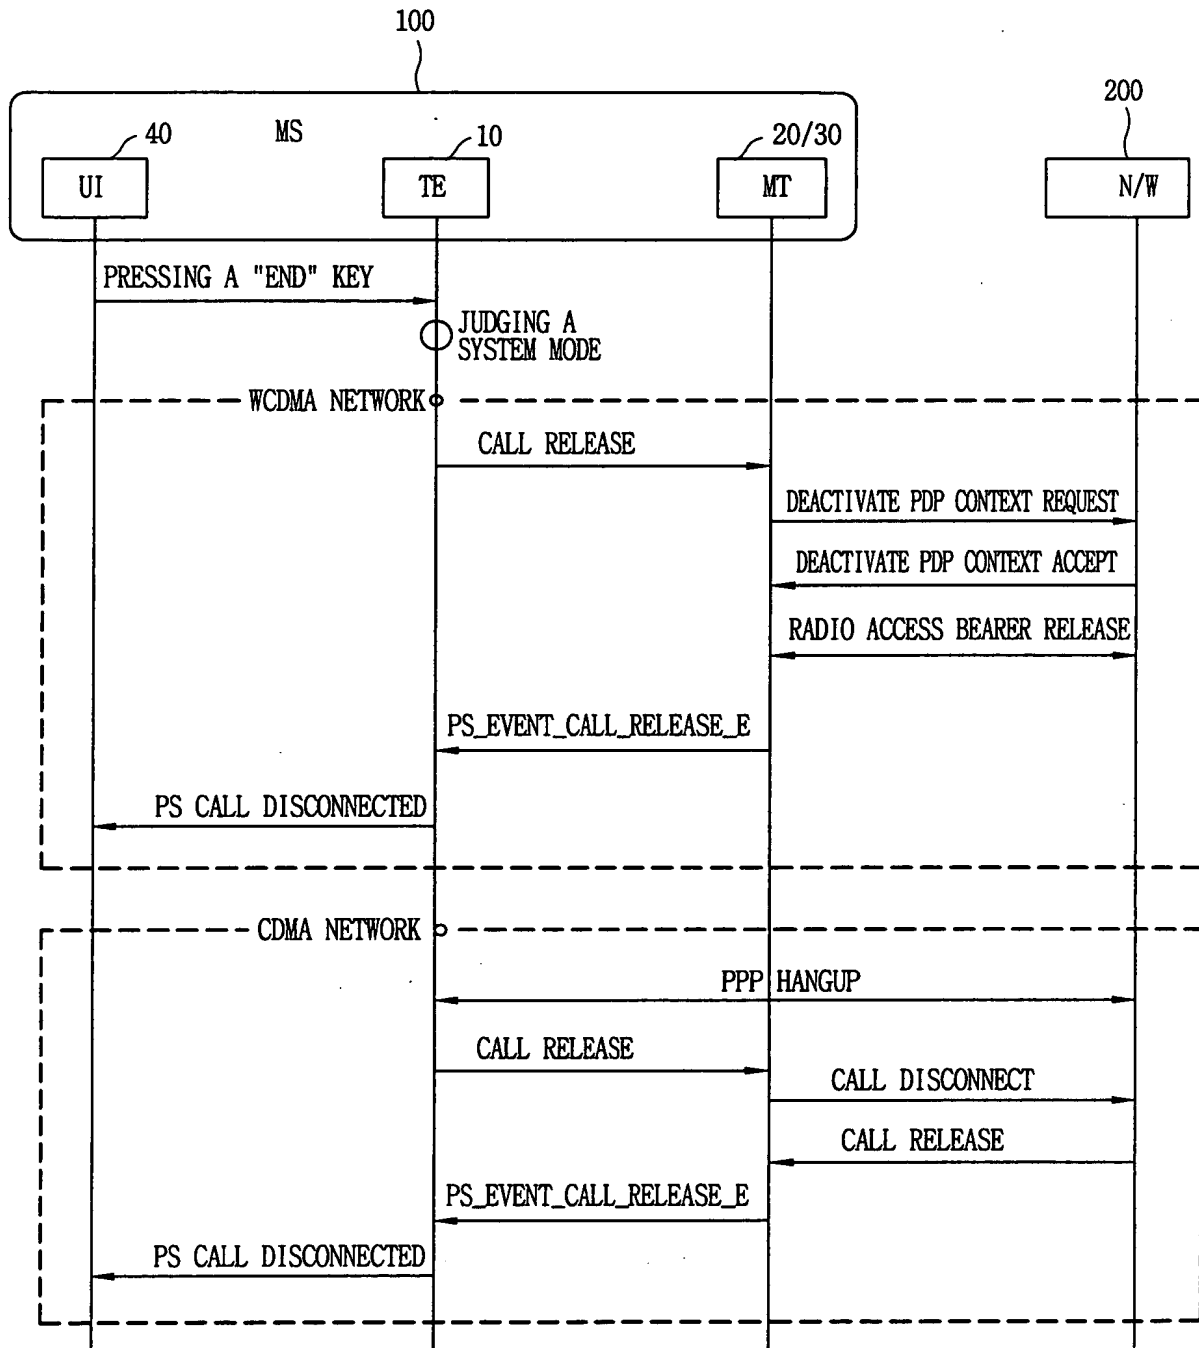 100
200
MS
40
10
20/30
UI
TE
MT
N/W
PRESSING A "END" KEY
JUDGING A
SYSTEM MODE
WCDMA NETWORK
CALL RELEASE
DEACTIVATE PDP CONTEXT REQUEST
DEACTIVATE PDP CONTEXT ACCEPT
RADIO ACCESS BEARER RELEASE
PS_EVENT_CALL_RELEASE_E
PS CALL DISCONNECTED
CDMA NETWORK
PPP HANGUP
CALL RELEASE
CALL DISCONNECT
CALL RELEASE
PS_EVENT_CALL_RELEASE_E
PS CALL DISCONNECTED